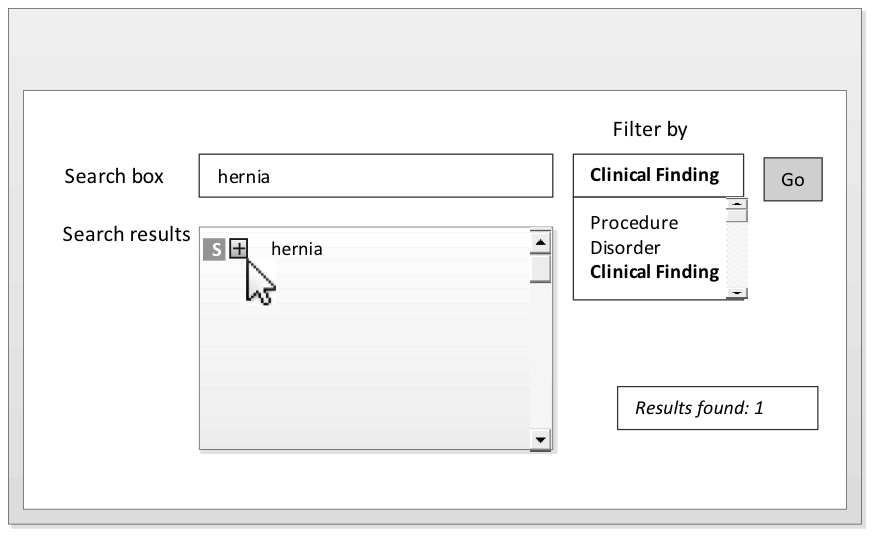 Filter by
Search box
hernia
Clinical Finding
Go
Search results
S
hernia
Procedure
Disorder
Clinical Finding
Results found: 1